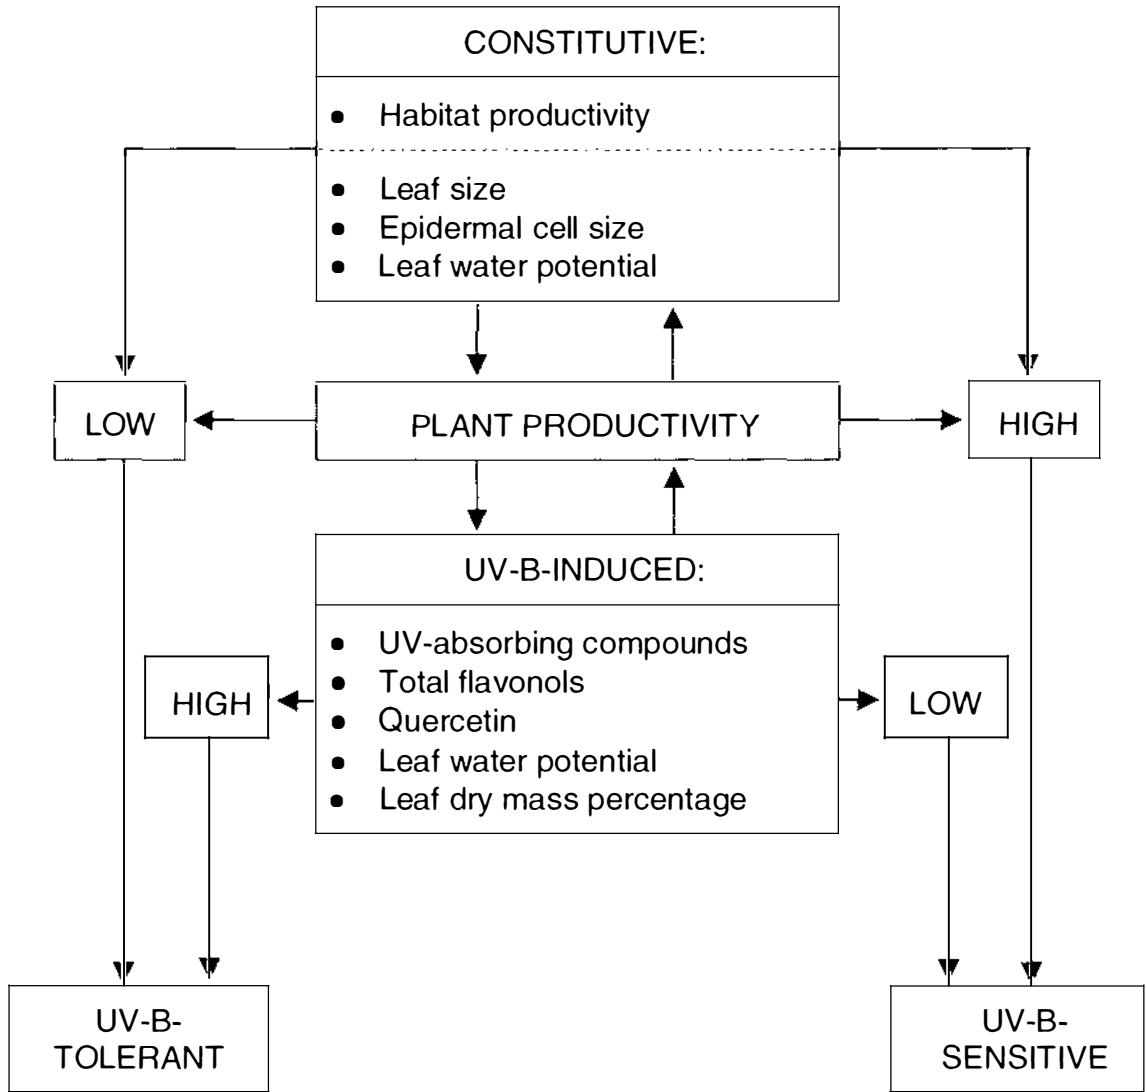 CONSTITUTIVE:
• Habitat productivity
• Leaf size
• Epidermal cell size
• Leaf water potential
LOW
PLANT PRODUCTIVITY
HIGH
UV-B-INDUCED:
• UV-absorbing compounds
• Total flavonols
• Quercetin
• Leaf water potential
• Leaf dry mass percentage
HIGH
LOW
UV-B-
TOLERANT
UV-B-
SENSITIVE